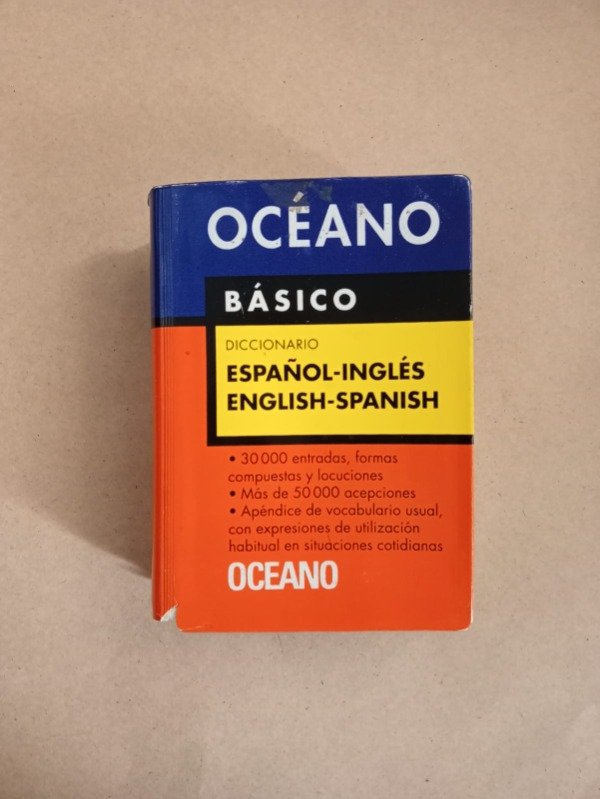 OCÉANO
BÁSICO
DICCIONARIO
ESPAÑOL-INGLÉS
ENGLISH-SPANISH
• 30 000 entradas, formas
compuestas y locuciones
• Más de 50 000 acepciones
• Apéndice de vocabulario usual,
con expresiones de utilización
habitual en situaciones cotidianas
OCEANO